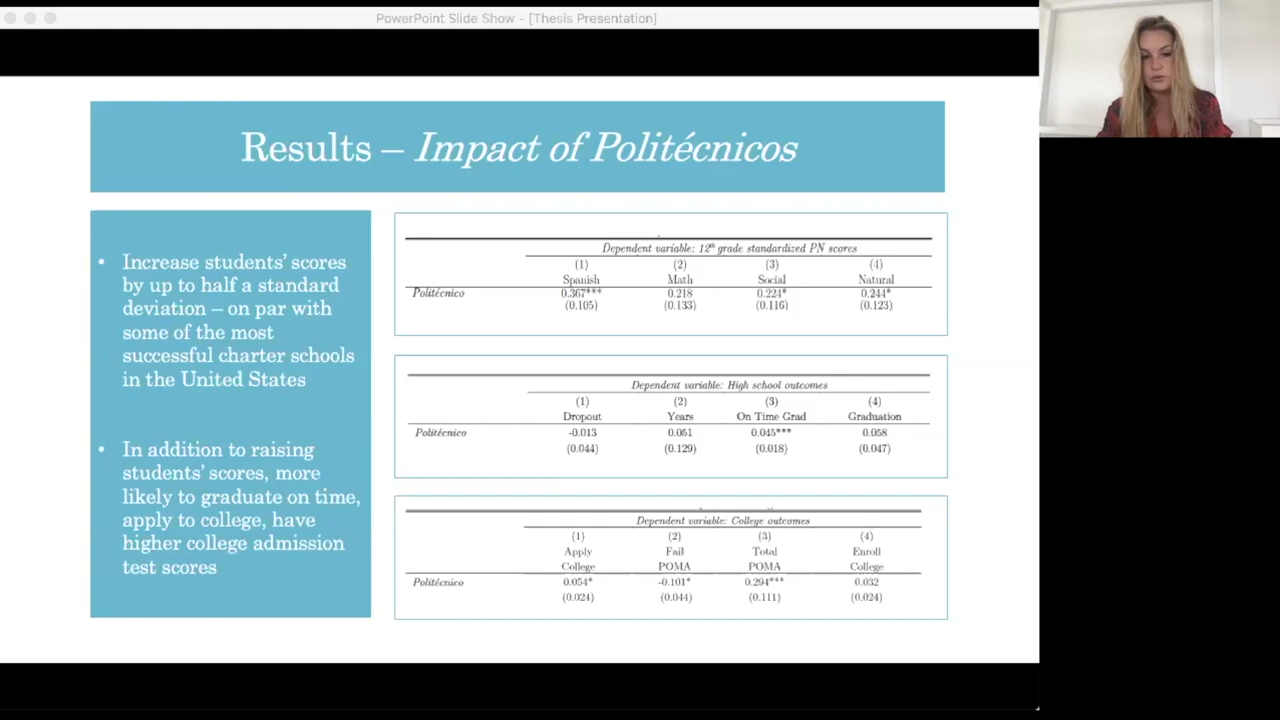 PowerPoint Slide Show - [Thesis Presentation]
Results – Impact of Politécnicos
• Increase students' scores
by up to half a standard
deviation – on par with
some of the most
successful charter schools
in the United States
• In addition to raising
students' scores, more
likely to graduate on time,
apply to college, have
higher college admission
test scores
Dependent variable: 12th grade standardized PN scores
(1) (2) (3) (4)
Spanish Math Social Natural
Politécnico 0.367*** 0.218 0.224* 0.244*
(0.105) (0.133) (0.116) (0.123)
Dependent variable: High school outcomes
(1) (2) (3) (4)
Dropout Years On Time Grad Graduation
Politécnico -0.013 0.051 0.045*** 0.058
(0.044) (0.129) (0.018) (0.047)
Dependent variable: College outcomes
(1) (2) (3) (4)
Apply Fail Total Enroll
College POMA POMA College
Politécnico 0.054* -0.101* 0.294*** 0.032
(0.024) (0.044) (0.111) (0.024)